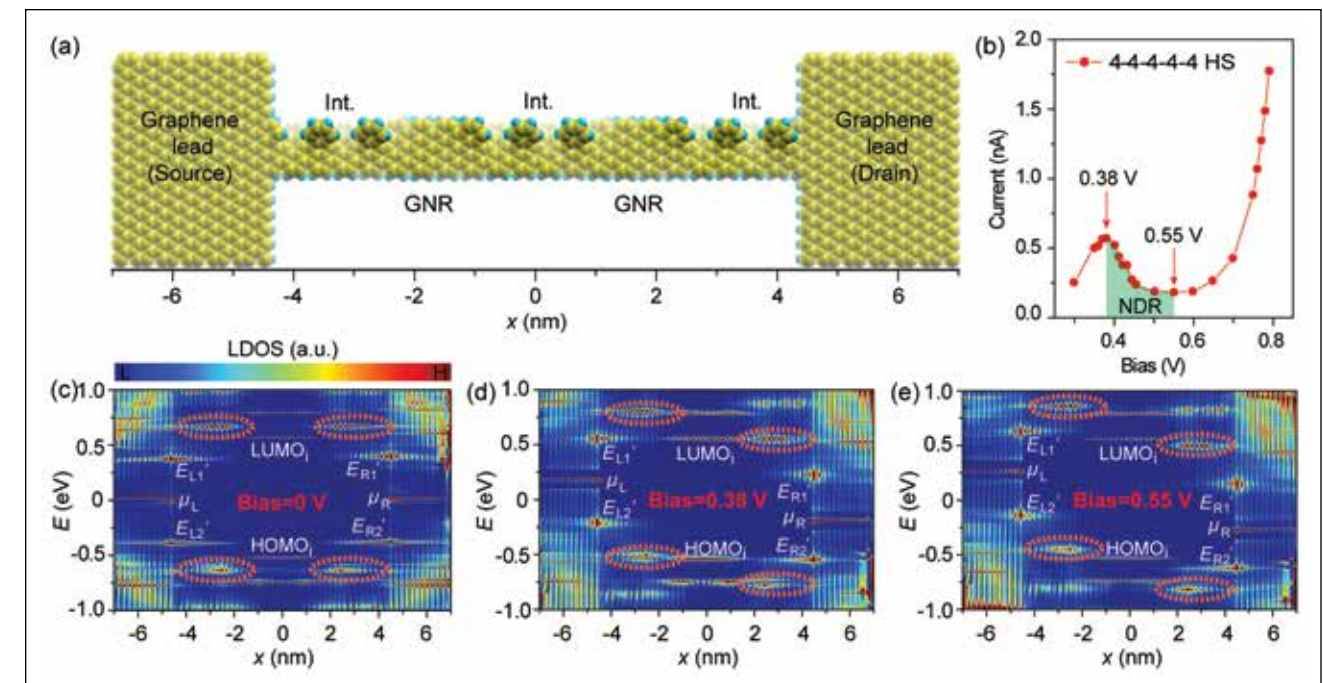 (a)
Int. Int. Int.
Graphene
lead
(Source)
Graphene
lead
(Drain)
GNR GNR
-6 -4 -2 0 2 4 6
x (nm)
(b)
2.0
1.5
1.0
0.5
0.0
Current (nA)
4-4-4-4-4 HS
0.38 V
0.55 V
NDR
0.4 0.6 0.8
Bias (V)
LDOS (a.u.)
L H
(c)
1.0
0.5
0
-0.5
-1.0
E (eV)
LUMOi
EL1' ER1'
μL Bias=0 V μR
EL2' ER2'
HOMOi
-6 -4 -2 0 2 4 6
x (nm)
(d)
1.0
0.5
0
-0.5
-1.0
E (eV)
EL1' LUMOi
μL Bias=0.38 V ER1
EL2' μR
HOMOi ER2'
-6 -4 -2 0 2 4 6
x (nm)
(e)
1.0
0.5
0
-0.5
-1.0
E (eV)
EL1' LUMOi
μL Bias=0.55 V ER1
EL2' μR
HOMOi ER2'
-6 -4 -2 0 2 4 6
x (nm)